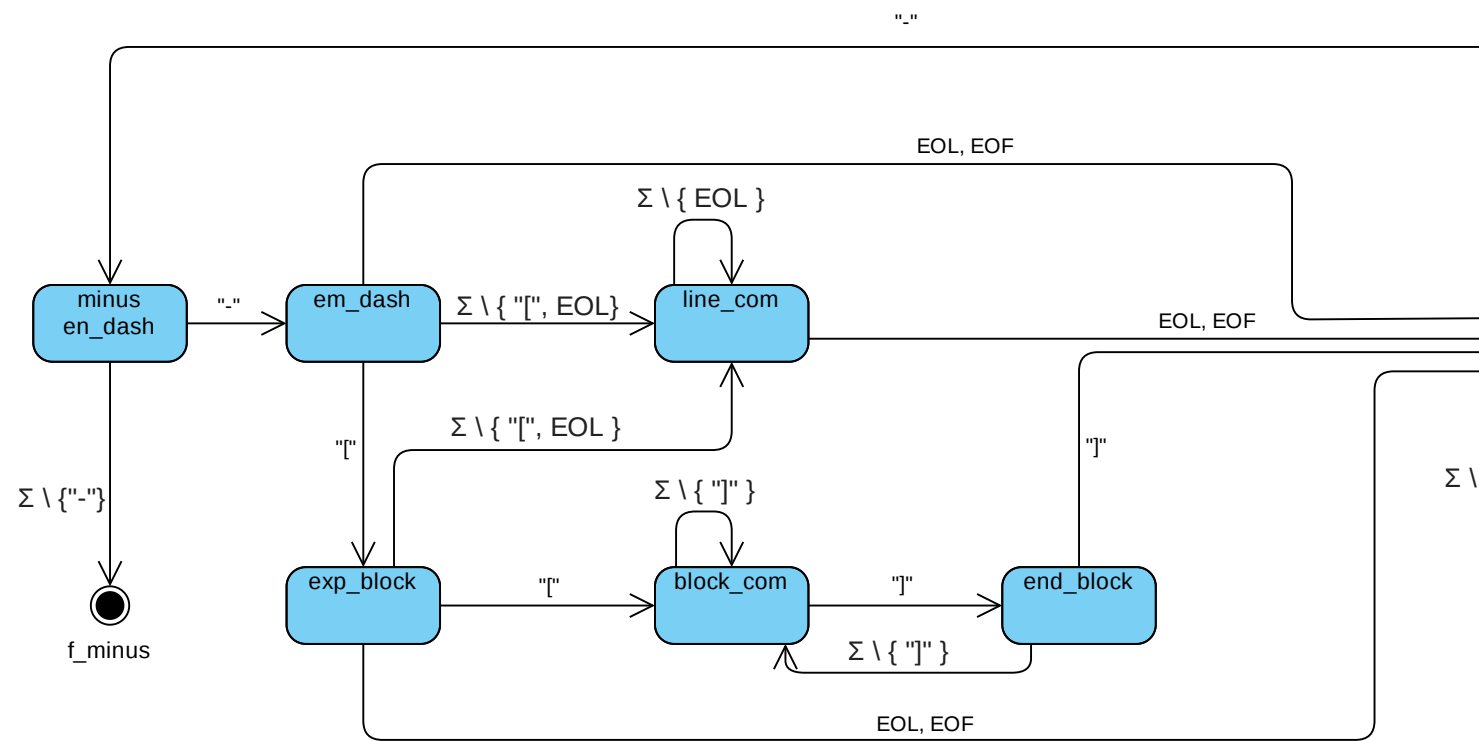 "-"
EOL, EOF
Σ \ { EOL }
minus
en_dash
"-"
em_dash
Σ \ { "[", EOL}
line_com
EOL, EOF
Σ \ { "[", EOL }
"["
"]"
Σ \ {"-"}
Σ \ { "]" }
Σ \
exp_block
"["
block_com
"]"
end_block
f_minus
Σ \ { "]" }
EOL, EOF